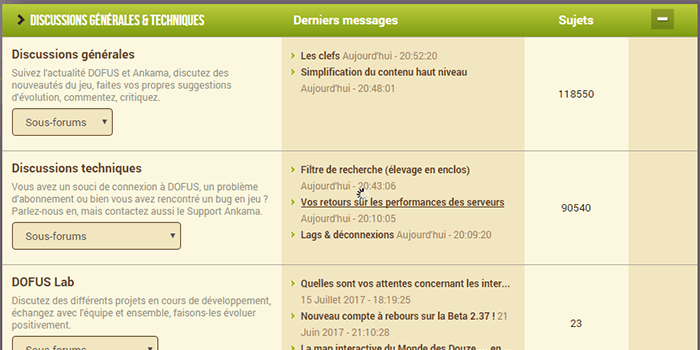 DISCUSSIONS GÉNÉRALES & TECHNIQUES
Derniers messages
Sujets
Discussions générales
Suivez l'actualité DOFUS et Ankama, discutez des
nouveautés du jeu, faites vos propres suggestions
d'évolution, commentez, critiquez.
Sous-forums
Les clefs Aujourd'hui - 20:52:20
Simplification du contenu haut niveau
Aujourd'hui - 20:48:01
118550
Discussions techniques
Vous avez un souci de connexion à DOFUS, un problème
d'abonnement ou bien vous avez rencontré un bug en jeu ?
Parlez-nous en, mais contactez aussi le Support Ankama.
Sous-forums
Filtre de recherche (élevage en enclos)
Aujourd'hui - 20:43:06
Vos retours sur les performances des serveurs
Aujourd'hui - 20:10:05
Lags & déconnexions Aujourd'hui - 20:09:20
90540
DOFUS Lab
Discutez des différents projets en cours de développement,
échangez avec l'équipe et ensemble, faisons-les évoluer
positivement.
Sous-forums
Quelles sont vos attentes concernant les inter...
15 Juillet 2017 - 18:19:25
Nouveau compte à rebours sur la Beta 2.37 ! 21
Juin 2017 - 21:10:28
La map interactive du Monde des Douze ... en
23